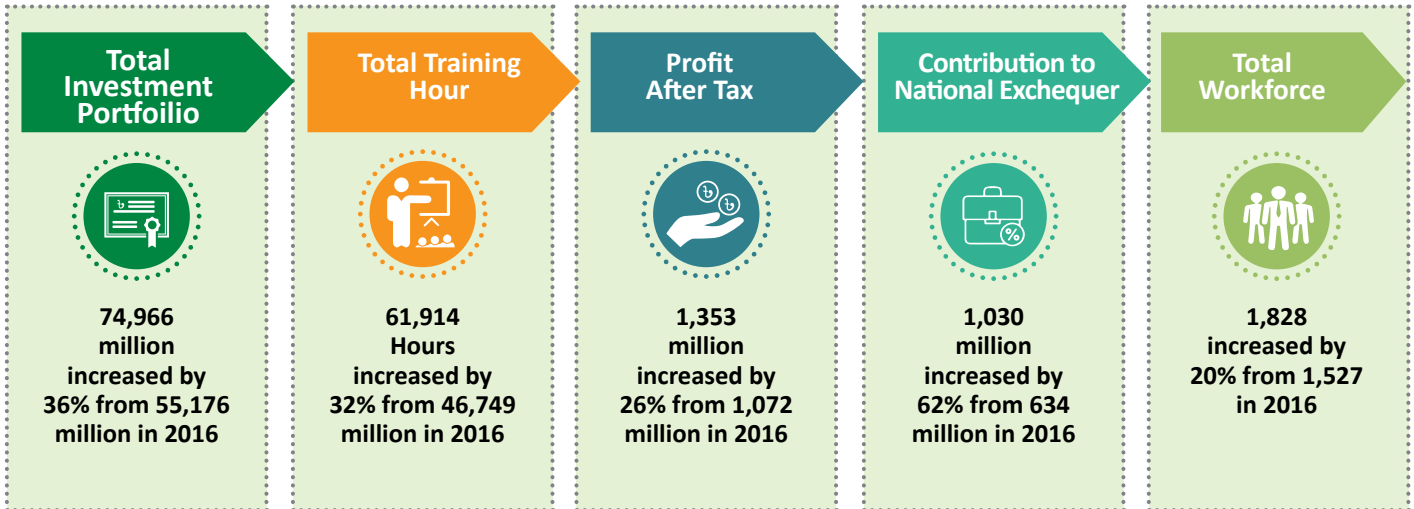 Total
Investment
Portfoilio
৳
74,966
million
increased by
36% from 55,176
million in 2016
Total Training
Hour
61,914
Hours
increased by
32% from 46,749
million in 2016
Profit
After Tax
৳
৳
1,353
million
increased by
26% from 1,072
million in 2016
Contribution to
National Exchequer
%
1,030
million
increased by
62% from 634
million in 2016
Total
Workforce
1,828
increased by
20% from 1,527
in 2016